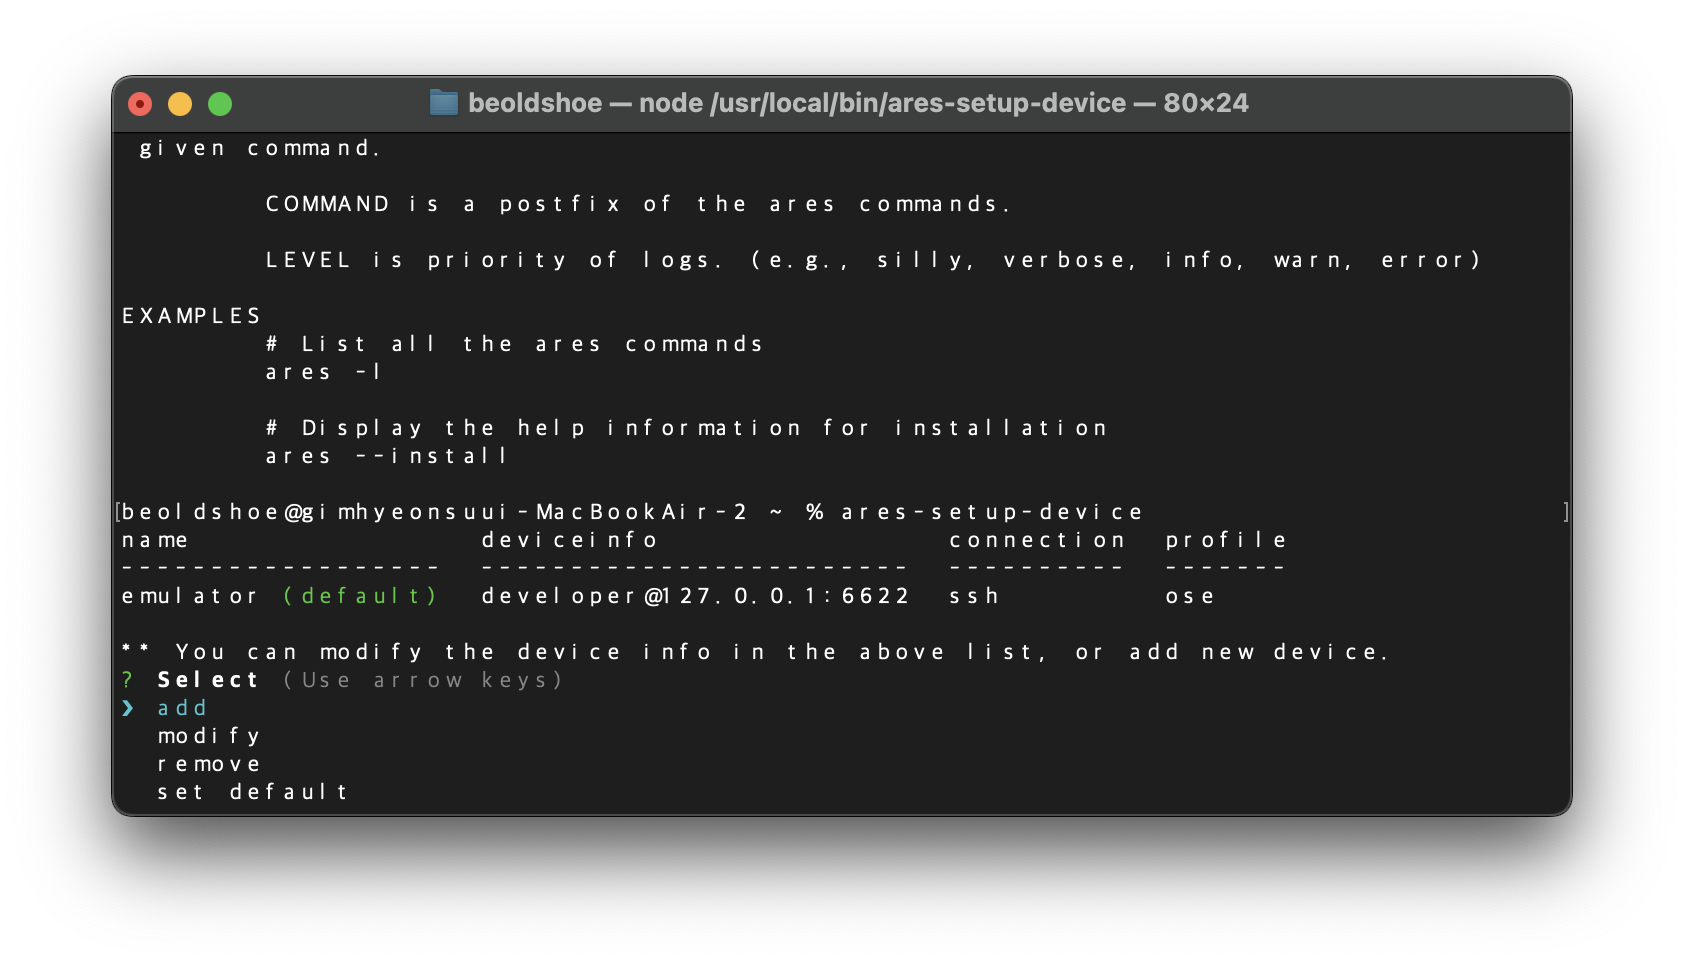 beoldshoe — node /usr/local/bin/ares-setup-device — 80×24
given command.
COMMAND is a postfix of the ares commands.
LEVEL is priority of logs. (e.g., silly, verbose, info, warn, error)
EXAMPLES
# List all the ares commands
ares -l
# Display the help information for installation
ares --install
[beoldshoe@gimhyeonsuui-MacBookAir-2 ~ % ares-setup-device ]
name deviceinfo connection profile
------------------ ------------------------ ---------- -------
emulator (default) developer@127.0.0.1:6622 ssh ose
** You can modify the device info in the above list, or add new device.
? Select (Use arrow keys)
❯ add
modify
remove
set default